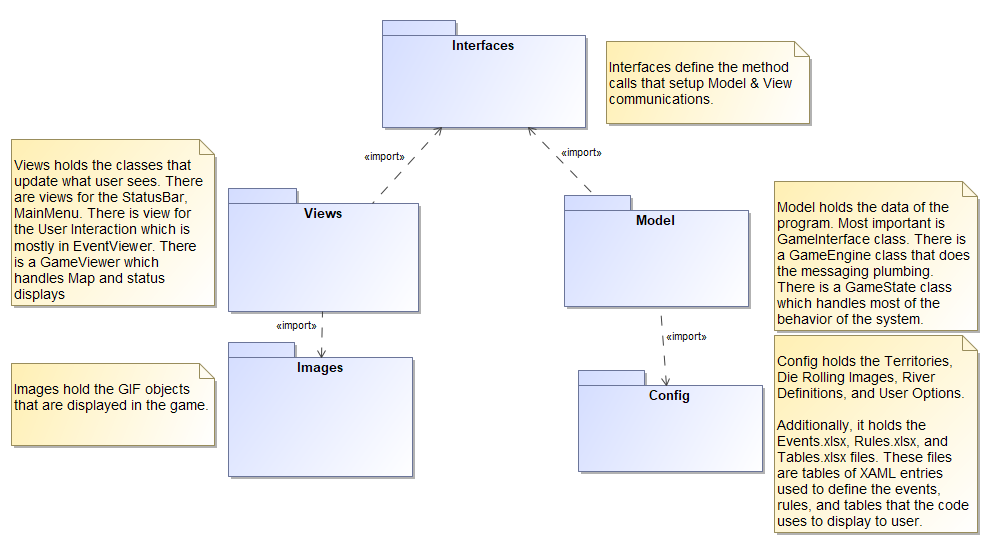 Interfaces
Interfaces define the method
calls that setup Model & View
communications.
«import»
«import»
Views holds the classes that
update what user sees. There
are views for the StatusBar,
MainMenu. There is view for
the User Interaction which is
mostly in EventViewer. There
is a GameViewer which
handles Map and status
displays
Views
Model
Model holds the data of the
program. Most important is
GameInterface class. There is
a GameEngine class that does
the messaging plumbing.
There is a GameState class
which handles most of the
behavior of the system.
«import»
«import»
Images hold the GIF objects
that are displayed in the game.
Images
Config
Config holds the Territories,
Die Rolling Images, River
Definitions, and User Options.
Additionally, it holds the
Events.xlsx, Rules.xlsx, and
Tables.xlsx files. These files
are tables of XAML entries
used to define the events,
rules, and tables that the code
uses to display to user.